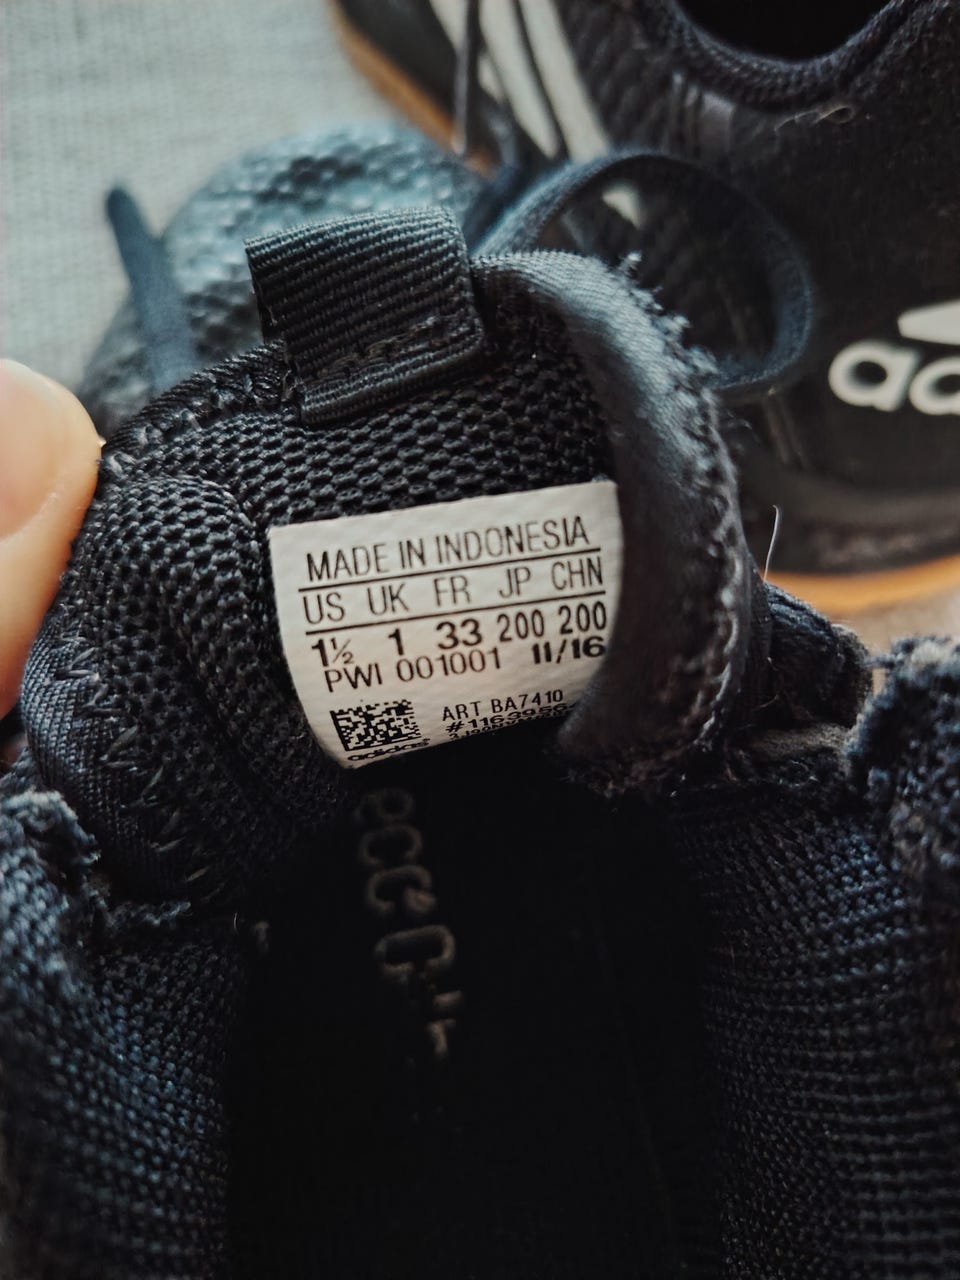 MADE IN INDONESIA
US UK FR JP CHN
1½ 1 33 200 200
PWI 001001 11/16
ART BA7410
adidas